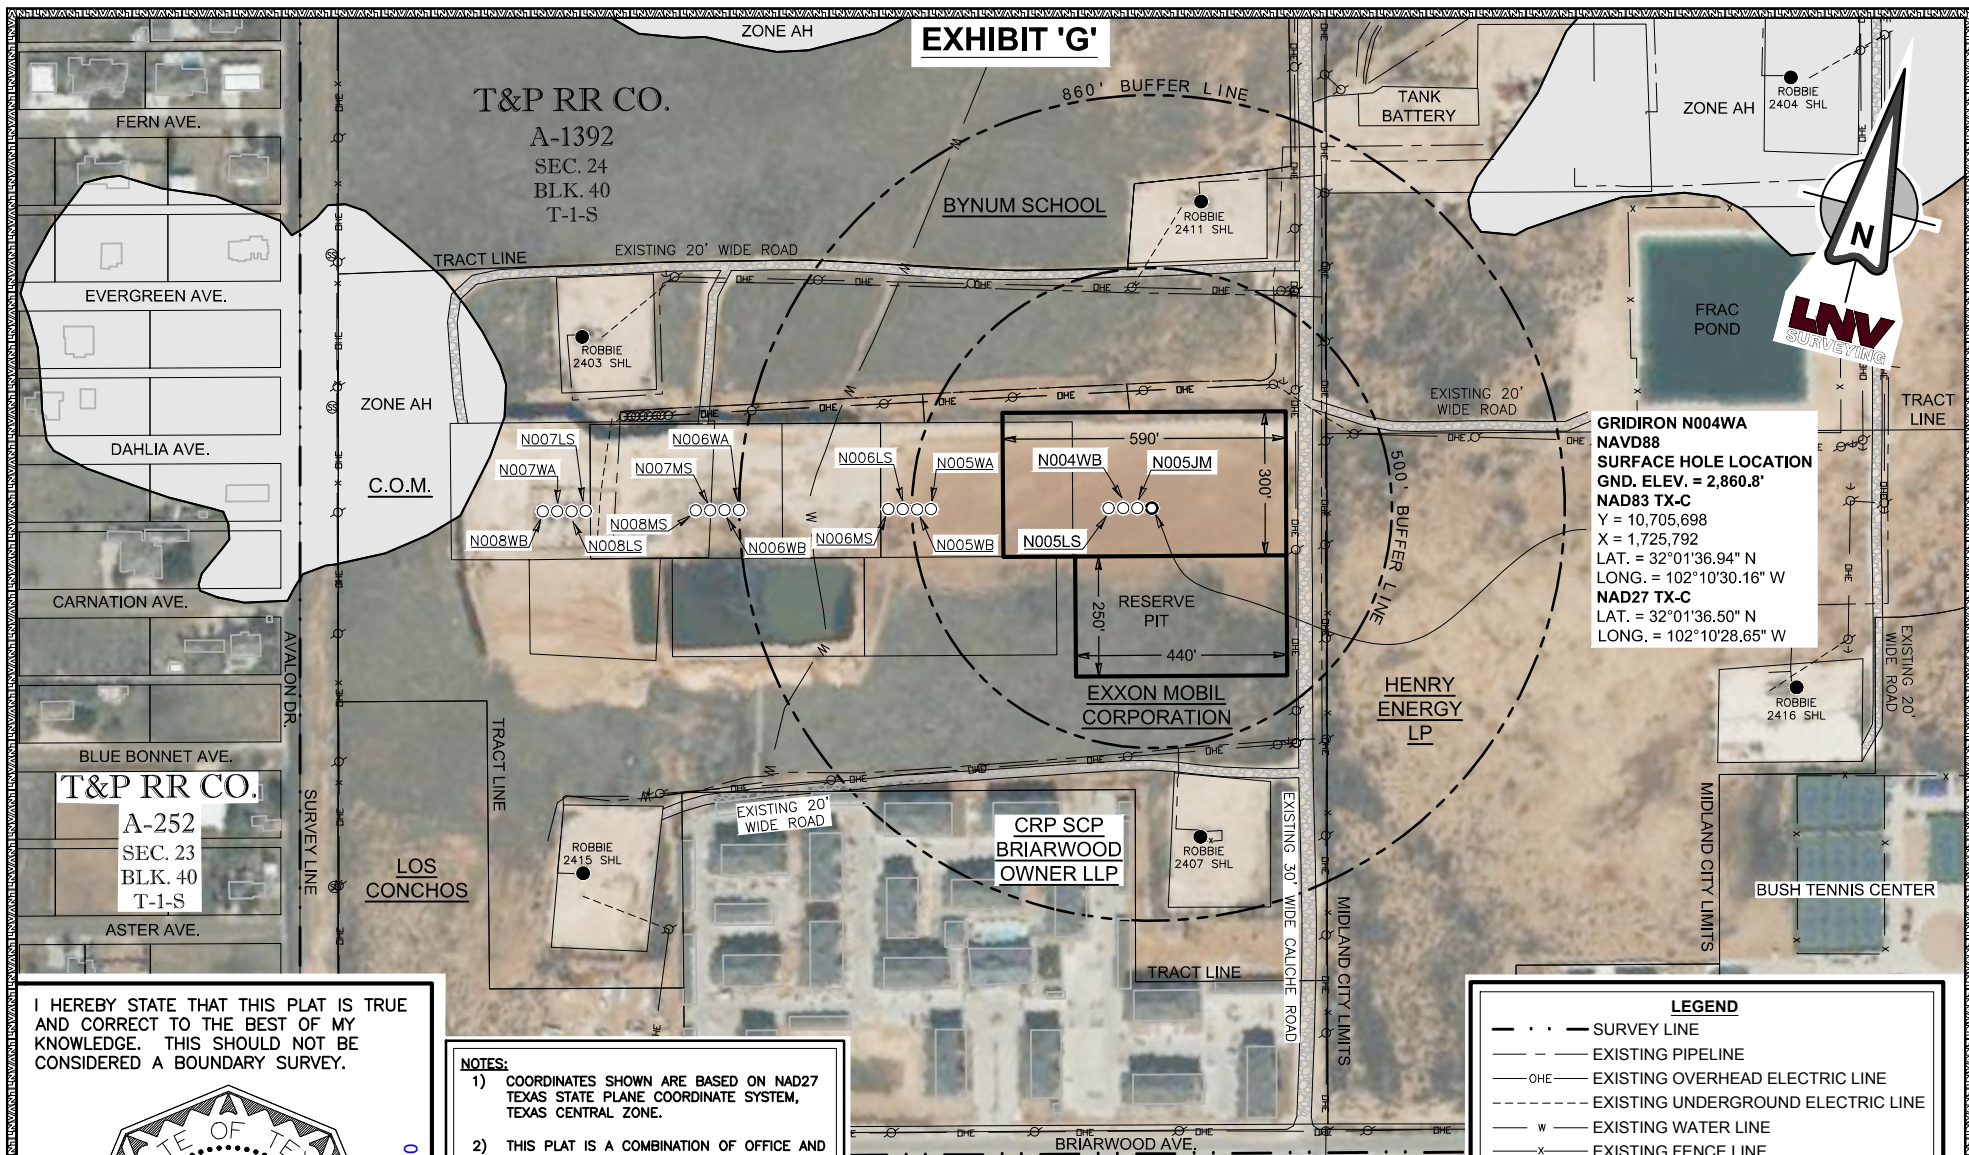 EXHIBIT 'G'
ZONE AH
T&P RR CO.
A-1392
SEC. 24
BLK. 40
T-1-S
860' BUFFER LINE
TANK
BATTERY
ZONE AH
ROBBIE
2404 SHL
FERN AVE.
BYNUM SCHOOL
ROBBIE
2411 SHL
N
LNV
SURVEYING
TRACT LINE
EXISTING 20' WIDE ROAD
EVERGREEN AVE.
FRAC
POND
ROBBIE
2403 SHL
ZONE AH
EXISTING 20'
WIDE ROAD
TRACT
LINE
DAHLIA AVE.
C.O.M.
N007LS
N006WA
N007WA
N007MS
N006LS
N005WA
N008WB
N008LS
N008MS
N006WB
N006MS
N005WB
590'
300'
N004WB
N005JM
N005LS
500' BUFFER LINE
GRIDIRON N004WA
NAVD88
SURFACE HOLE LOCATION
GND. ELEV. = 2,860.8'
NAD83 TX-C
Y = 10,705,698
X = 1,725,792
LAT. = 32°01'36.94" N
LONG. = 102°10'30.16" W
NAD27 TX-C
LAT. = 32°01'36.50" N
LONG. = 102°10'28.65" W
CARNATION AVE.
RESERVE
PIT
250'
440'
AVALON DR.
EXXON MOBIL
CORPORATION
HENRY
ENERGY
LP
EXISTING 20'
WIDE ROAD
ROBBIE
2416 SHL
BLUE BONNET AVE.
TRACT LINE
T&P RR CO.
A-252
SEC. 23
BLK. 40
T-1-S
SURVEY LINE
EXISTING 20'
WIDE ROAD
ROBBIE
2415 SHL
LOS
CONCHOS
CRP SCP
BRIARWOOD
OWNER LLP
ROBBIE
2407 SHL
EXISTING 30' WIDE CALICHE ROAD
MIDLAND CITY LIMITS
MIDLAND CITY LIMITS
BUSH TENNIS CENTER
ASTER AVE.
TRACT LINE
I HEREBY STATE THAT THIS PLAT IS TRUE
AND CORRECT TO THE BEST OF MY
KNOWLEDGE. THIS SHOULD NOT BE
CONSIDERED A BOUNDARY SURVEY.
NOTES:
1) COORDINATES SHOWN ARE BASED ON NAD27
TEXAS STATE PLANE COORDINATE SYSTEM,
TEXAS CENTRAL ZONE.
2) THIS PLAT IS A COMBINATION OF OFFICE AND
BRIARWOOD AVE.
LEGEND
SURVEY LINE
EXISTING PIPELINE
OHE EXISTING OVERHEAD ELECTRIC LINE
EXISTING UNDERGROUND ELECTRIC LINE
W EXISTING WATER LINE
X EXISTING FENCE LINE